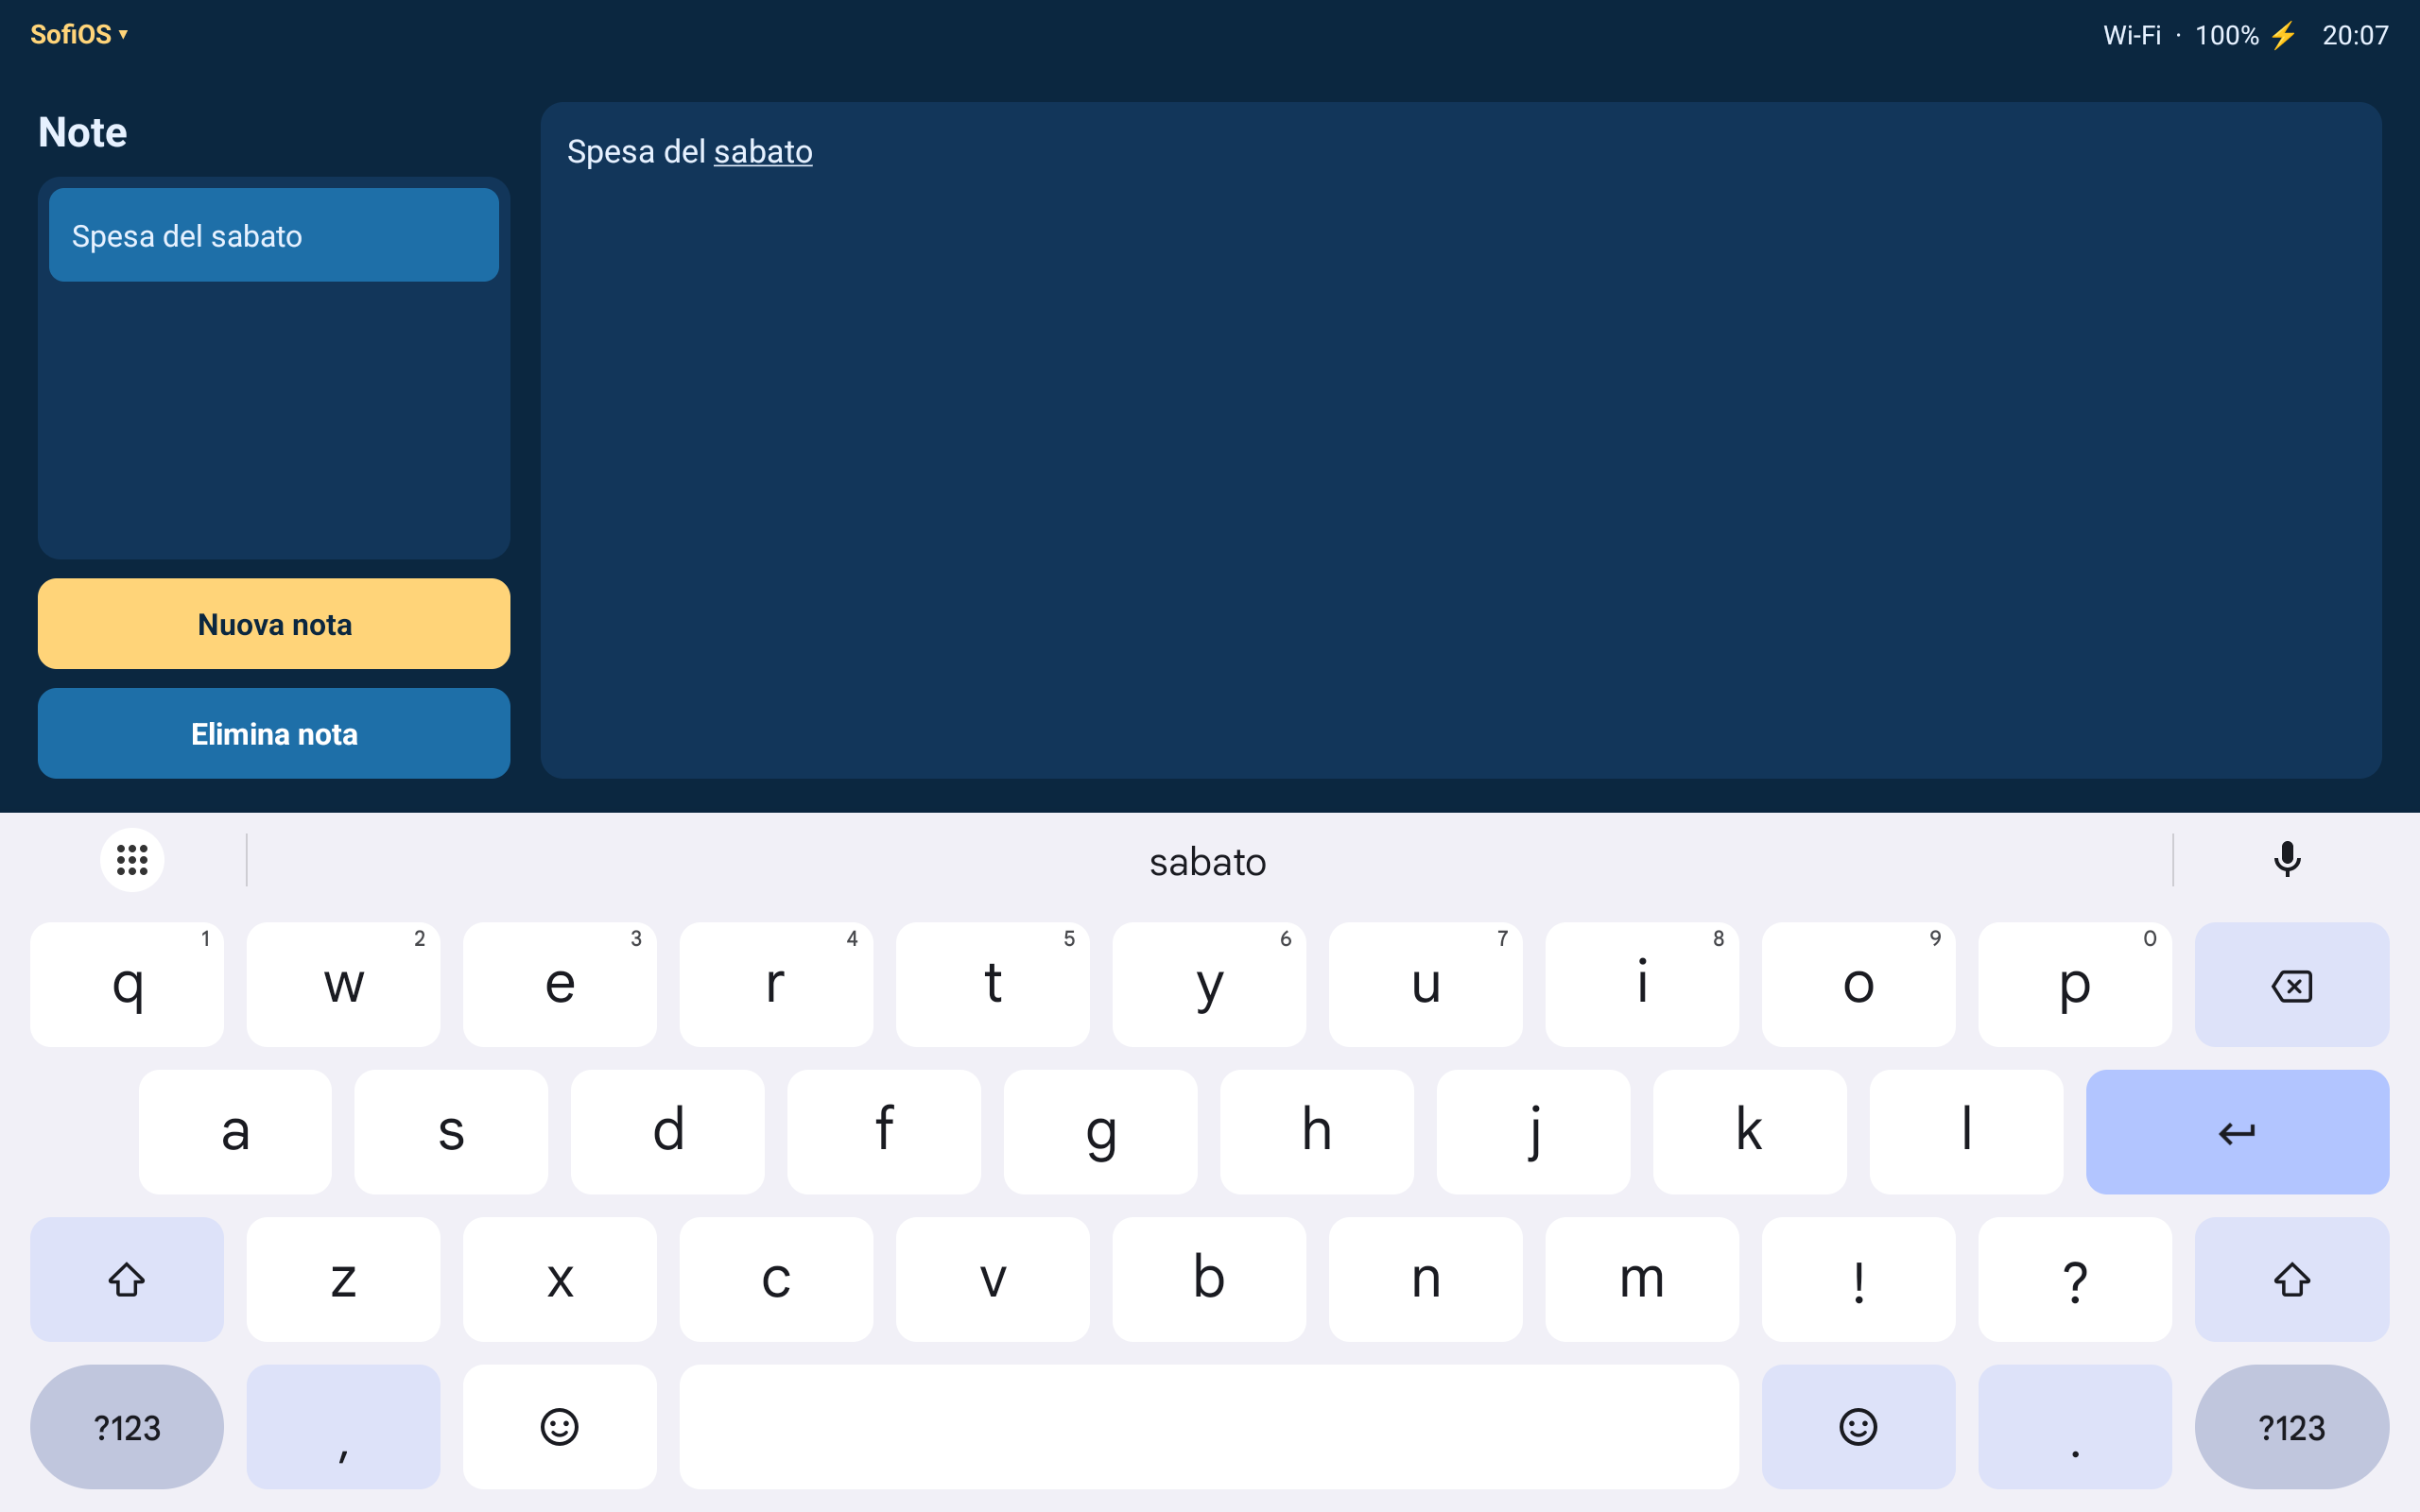 SofiOS ▾
Wi-Fi · 100% ⚡ 20:07
Note
Spesa del sabato
Nuova nota
Elimina nota
Spesa del sabato
sabato
q 1 w 2 e 3 r 4 t 5 y 6 u 7 i 8 o 9 p 0
a s d f g h j k l
z x c v b n m ! ?
?123 , . ?123